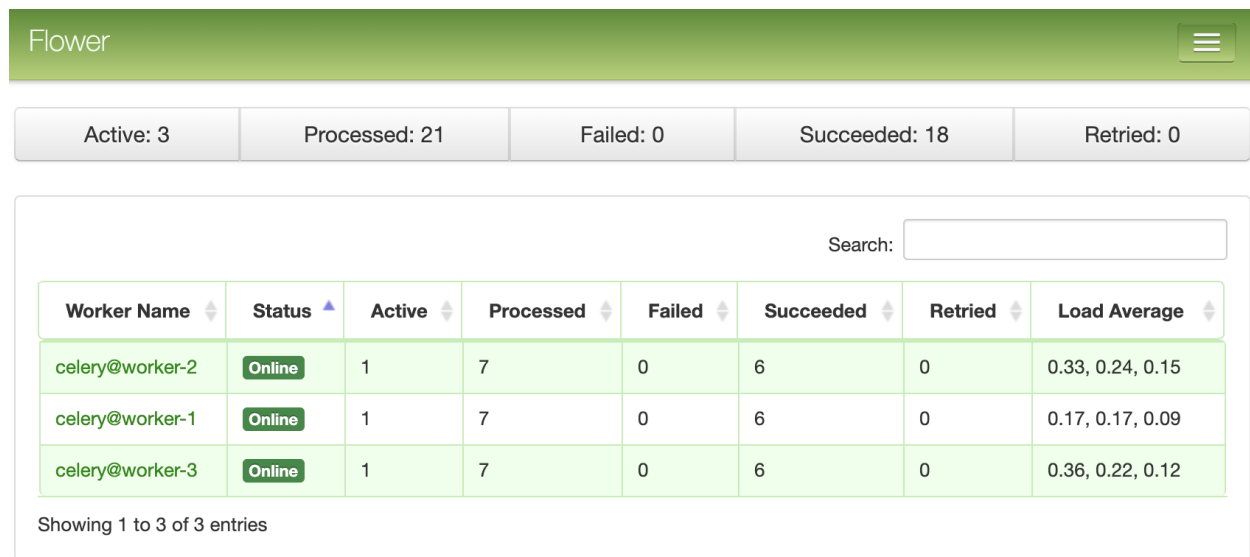 Flower
Active: 3 Processed: 21 Failed: 0 Succeeded: 18 Retried: 0
Search:
Worker Name Status Active Processed Failed Succeeded Retried Load Average
celery@worker-2 Online 1 7 0 6 0 0.33, 0.24, 0.15
celery@worker-1 Online 1 7 0 6 0 0.17, 0.17, 0.09
celery@worker-3 Online 1 7 0 6 0 0.36, 0.22, 0.12
Showing 1 to 3 of 3 entries